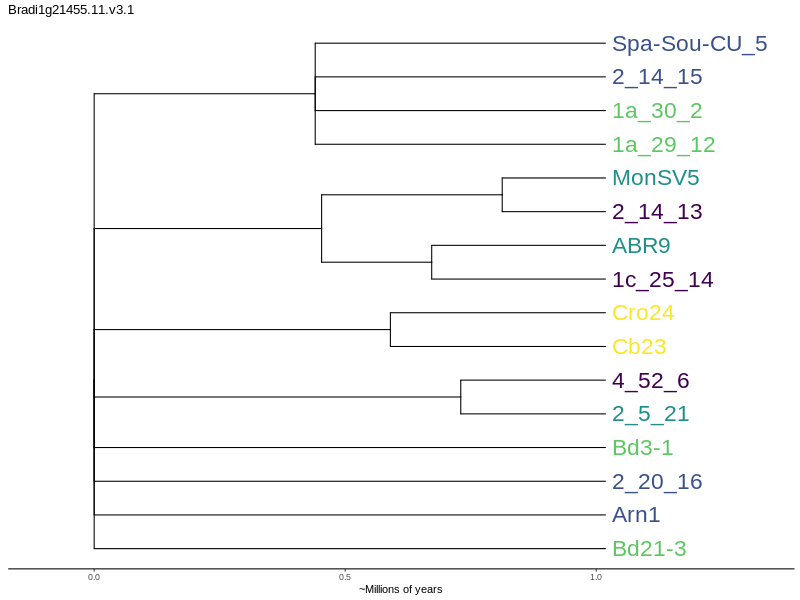 Bradi1g21455.11.v3.1
Spa-Sou-CU_5
2_14_15
1a_30_2
1a_29_12
MonSV5
2_14_13
ABR9
1c_25_14
Cro24
Cb23
4_52_6
2_5_21
Bd3-1
2_20_16
Arn1
Bd21-3
0.0 0.5 1.0
~Millions of years